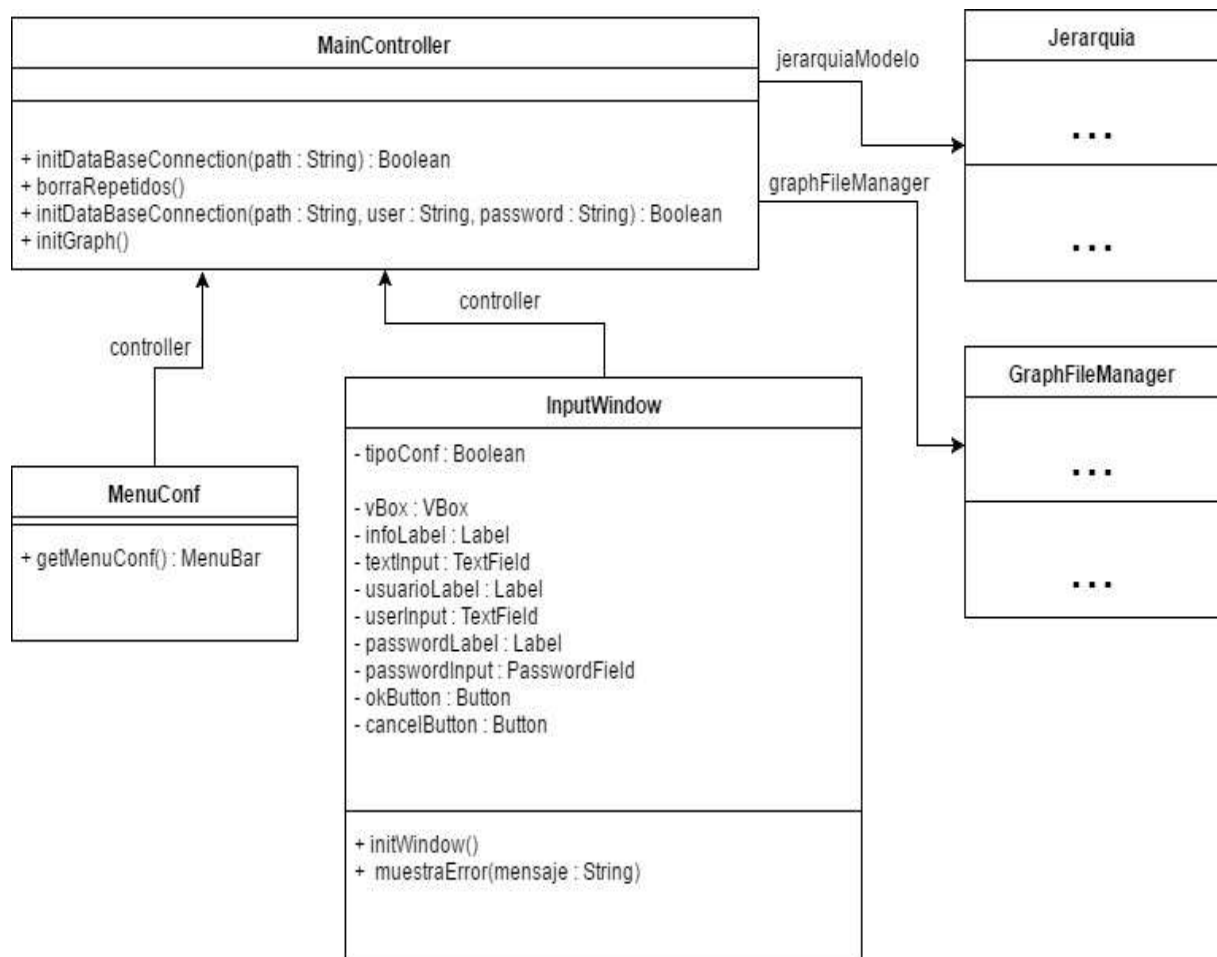 MainController
+ initDataBaseConnection(path : String) : Boolean
+ borraRepetidos()
+ initDataBaseConnection(path : String, user : String, password : String) : Boolean
+ initGraph()
jerarquiaModelo
graphFileManager
Jerarquia
...
...
controller
controller
GraphFileManager
...
...
MenuConf
+ getMenuConf() : MenuBar
InputWindow
- tipoConf : Boolean
- vBox : VBox
- infoLabel : Label
- textInput : TextField
- usuarioLabel : Label
- userInput : TextField
- passwordLabel : Label
- passwordInput : PasswordField
- okButton : Button
- cancelButton : Button
+ initWindow()
+ muestraError(mensaje : String)